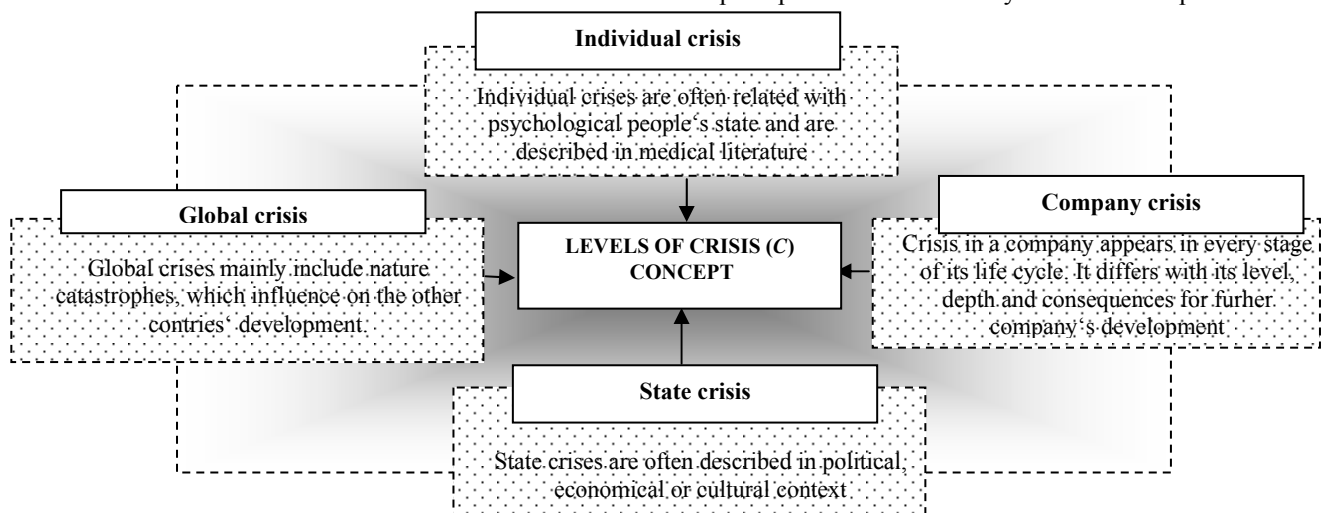 Individual crisis
Individual crises are often related with
psychological people‘s state and are
described in medical literature
Global crisis
Global crises mainly include nature
catastrophes, which influence on the other
contries‘ development.
LEVELS OF CRISIS (C)
CONCEPT
Company crisis
Crisis in a company appears in every stage
of its life cycle. It differs with its level,
depth and consequences for furher
company‘s development
State crisis
State crises are often described in political,
economical or cultural context